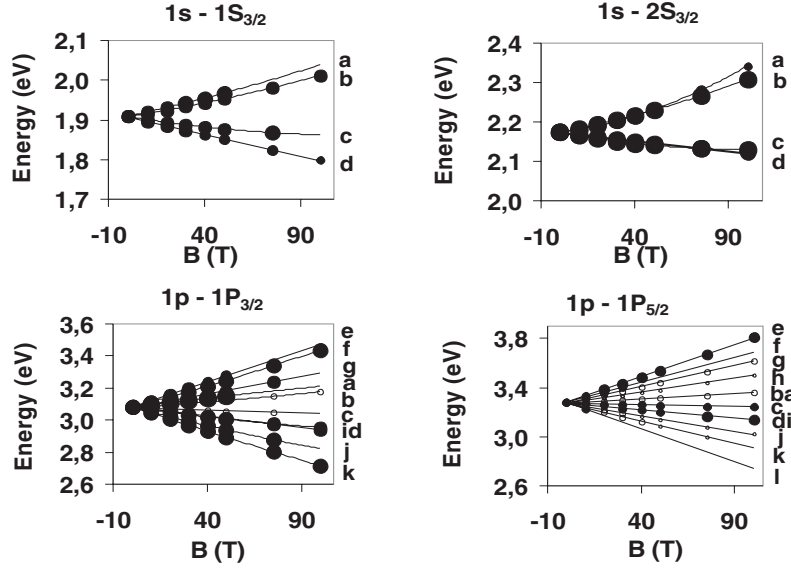 1s - 1S3/2
Energy (eV)
2,1
2,0
1,9
1,8
1,7
a
b
c
d
-10 40 90
B (T)
1s - 2S3/2
Energy (eV)
2,4
2,3
2,2
2,1
2,0
a
b
c
d
-10 40 90
B (T)
1p - 1P3/2
Energy (eV)
3,6
3,4
3,2
3,0
2,8
2,6
e
f
g
a
b
c
id
j
k
-10 40 90
B (T)
1p - 1P5/2
Energy (eV)
3,8
3,4
3,0
2,6
e
f
g
h
ba
c
di
j
k
l
-10 40 90
B (T)